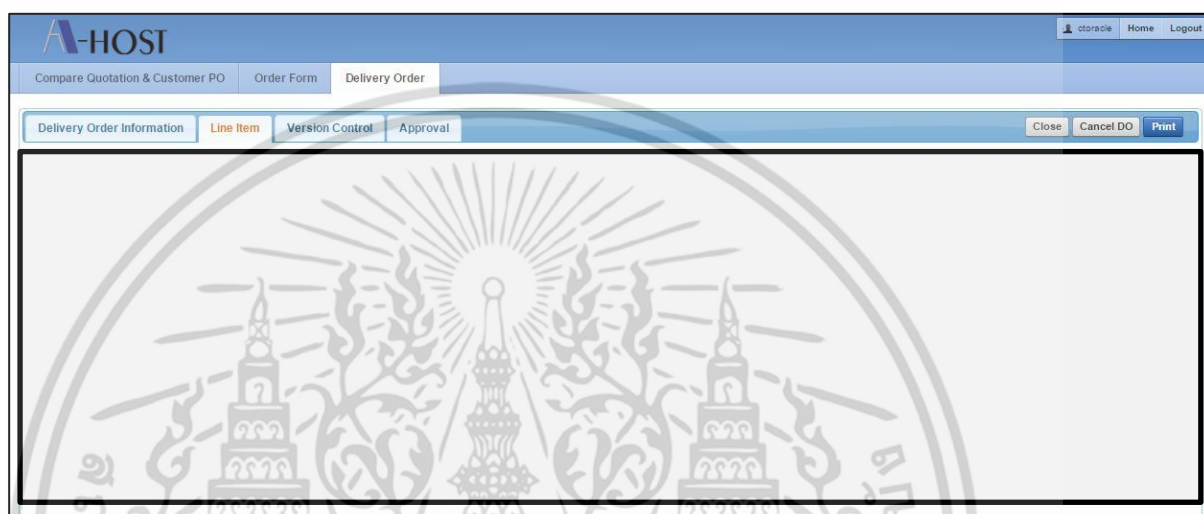 A-HOST
ctoracle Home Logout
Compare Quotation & Customer PO Order Form Delivery Order
Delivery Order Information Line Item Version Control Approval Close Cancel DO Print